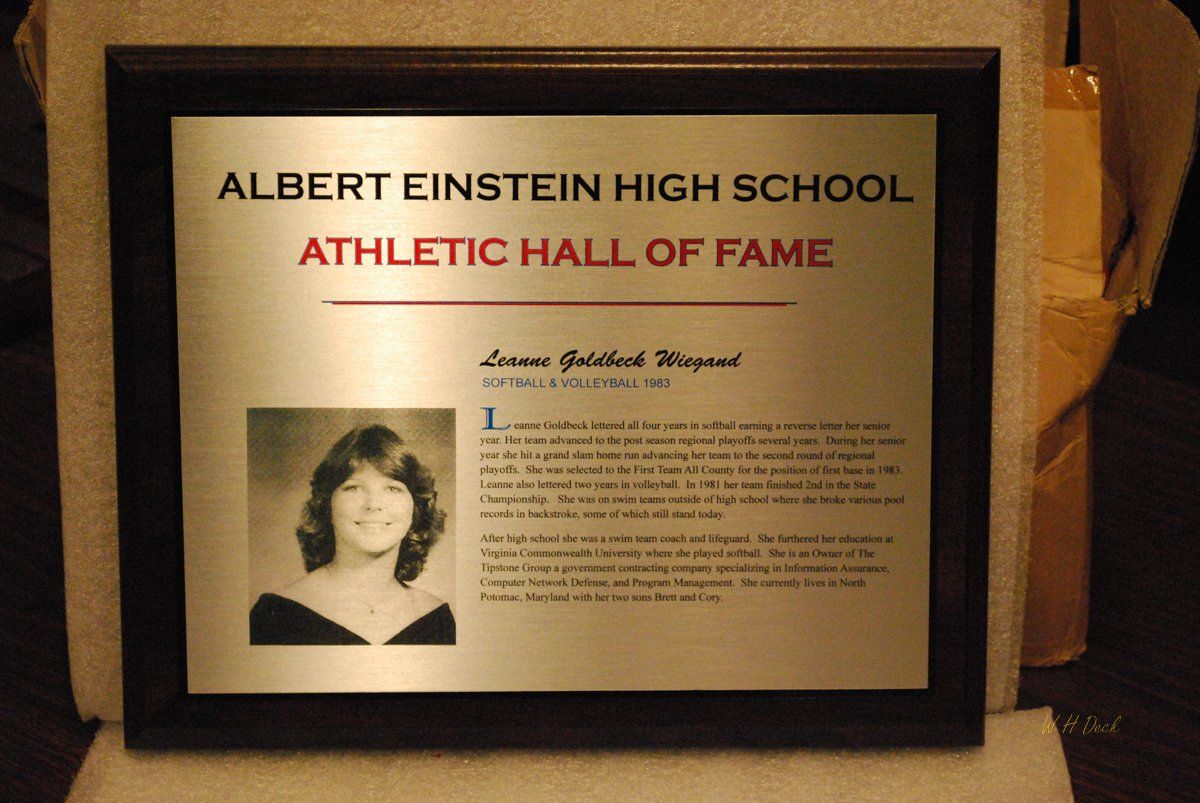 ALBERT EINSTEIN HIGH SCHOOL
ATHLETIC HALL OF FAME
Leanne Goldbeck Wiegand
SOFTBALL & VOLLEYBALL 1983
Leanne Goldbeck lettered all four years in softball earning a reverse letter her senior
year. Her team advanced to the post season regional playoffs several years. During her senior
year she hit a grand slam home run advancing her team to the second round of regional
playoffs. She was selected to the First Team All County for the position of first base in 1983.
Leanne also lettered two years in volleyball. In 1981 her team finished 2nd in the State
Championship. She was on swim teams outside of high school where she broke various pool
records in backstroke, some of which still stand today.
After high school she was a swim team coach and lifeguard. She furthered her education at
Virginia Commonwealth University where she played softball. She is an Owner of The
Tipstone Group a government contracting company specializing in Information Assurance,
Computer Network Defense, and Program Management. She currently lives in North
Potomac, Maryland with her two sons Brett and Cory.
W H Deck